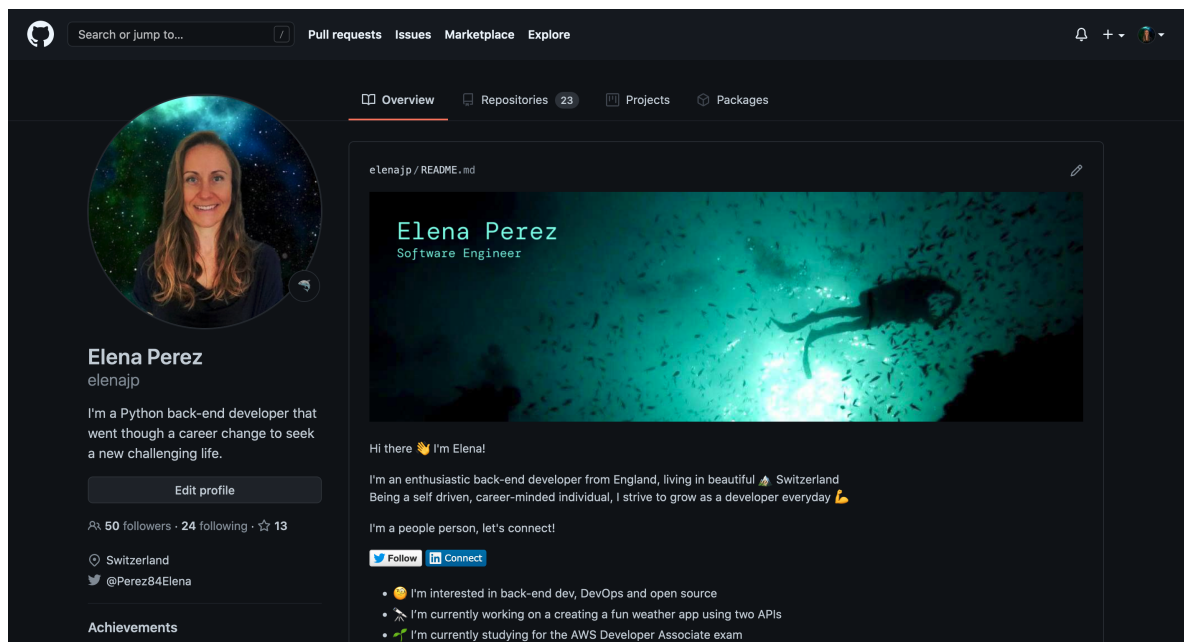 Search or jump to... /
Pull requests Issues Marketplace Explore
Overview Repositories 23 Projects Packages
Elena Perez
elenajp
I'm a Python back-end developer that
went though a career change to seek
a new challenging life.
Edit profile
50 followers · 24 following · 13
Switzerland
@Perez84Elena
Achievements
elenajp/README.md
Elena Perez
Software Engineer
Hi there 👋 I'm Elena!
I'm an enthusiastic back-end developer from England, living in beautiful 🏔 Switzerland
Being a self driven, career-minded individual, I strive to grow as a developer everyday 💪
I'm a people person, let's connect!
Follow in Connect
• 🧐 I'm interested in back-end dev, DevOps and open source
• 🔭 I'm currently working on a creating a fun weather app using two APIs
• 🌱 I'm currently studying for the AWS Developer Associate exam